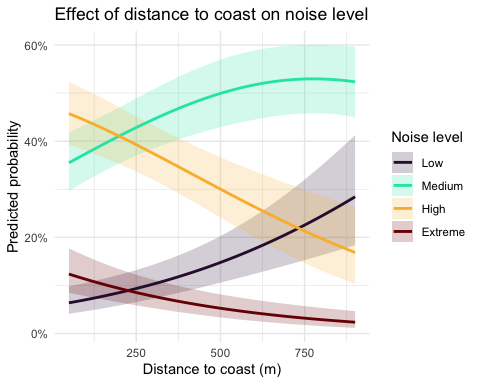 Effect of distance to coast on noise level
60%
40%
20%
0%
Predicted probability
250
500
750
Distance to coast (m)
Noise level
Low
Medium
High
Extreme